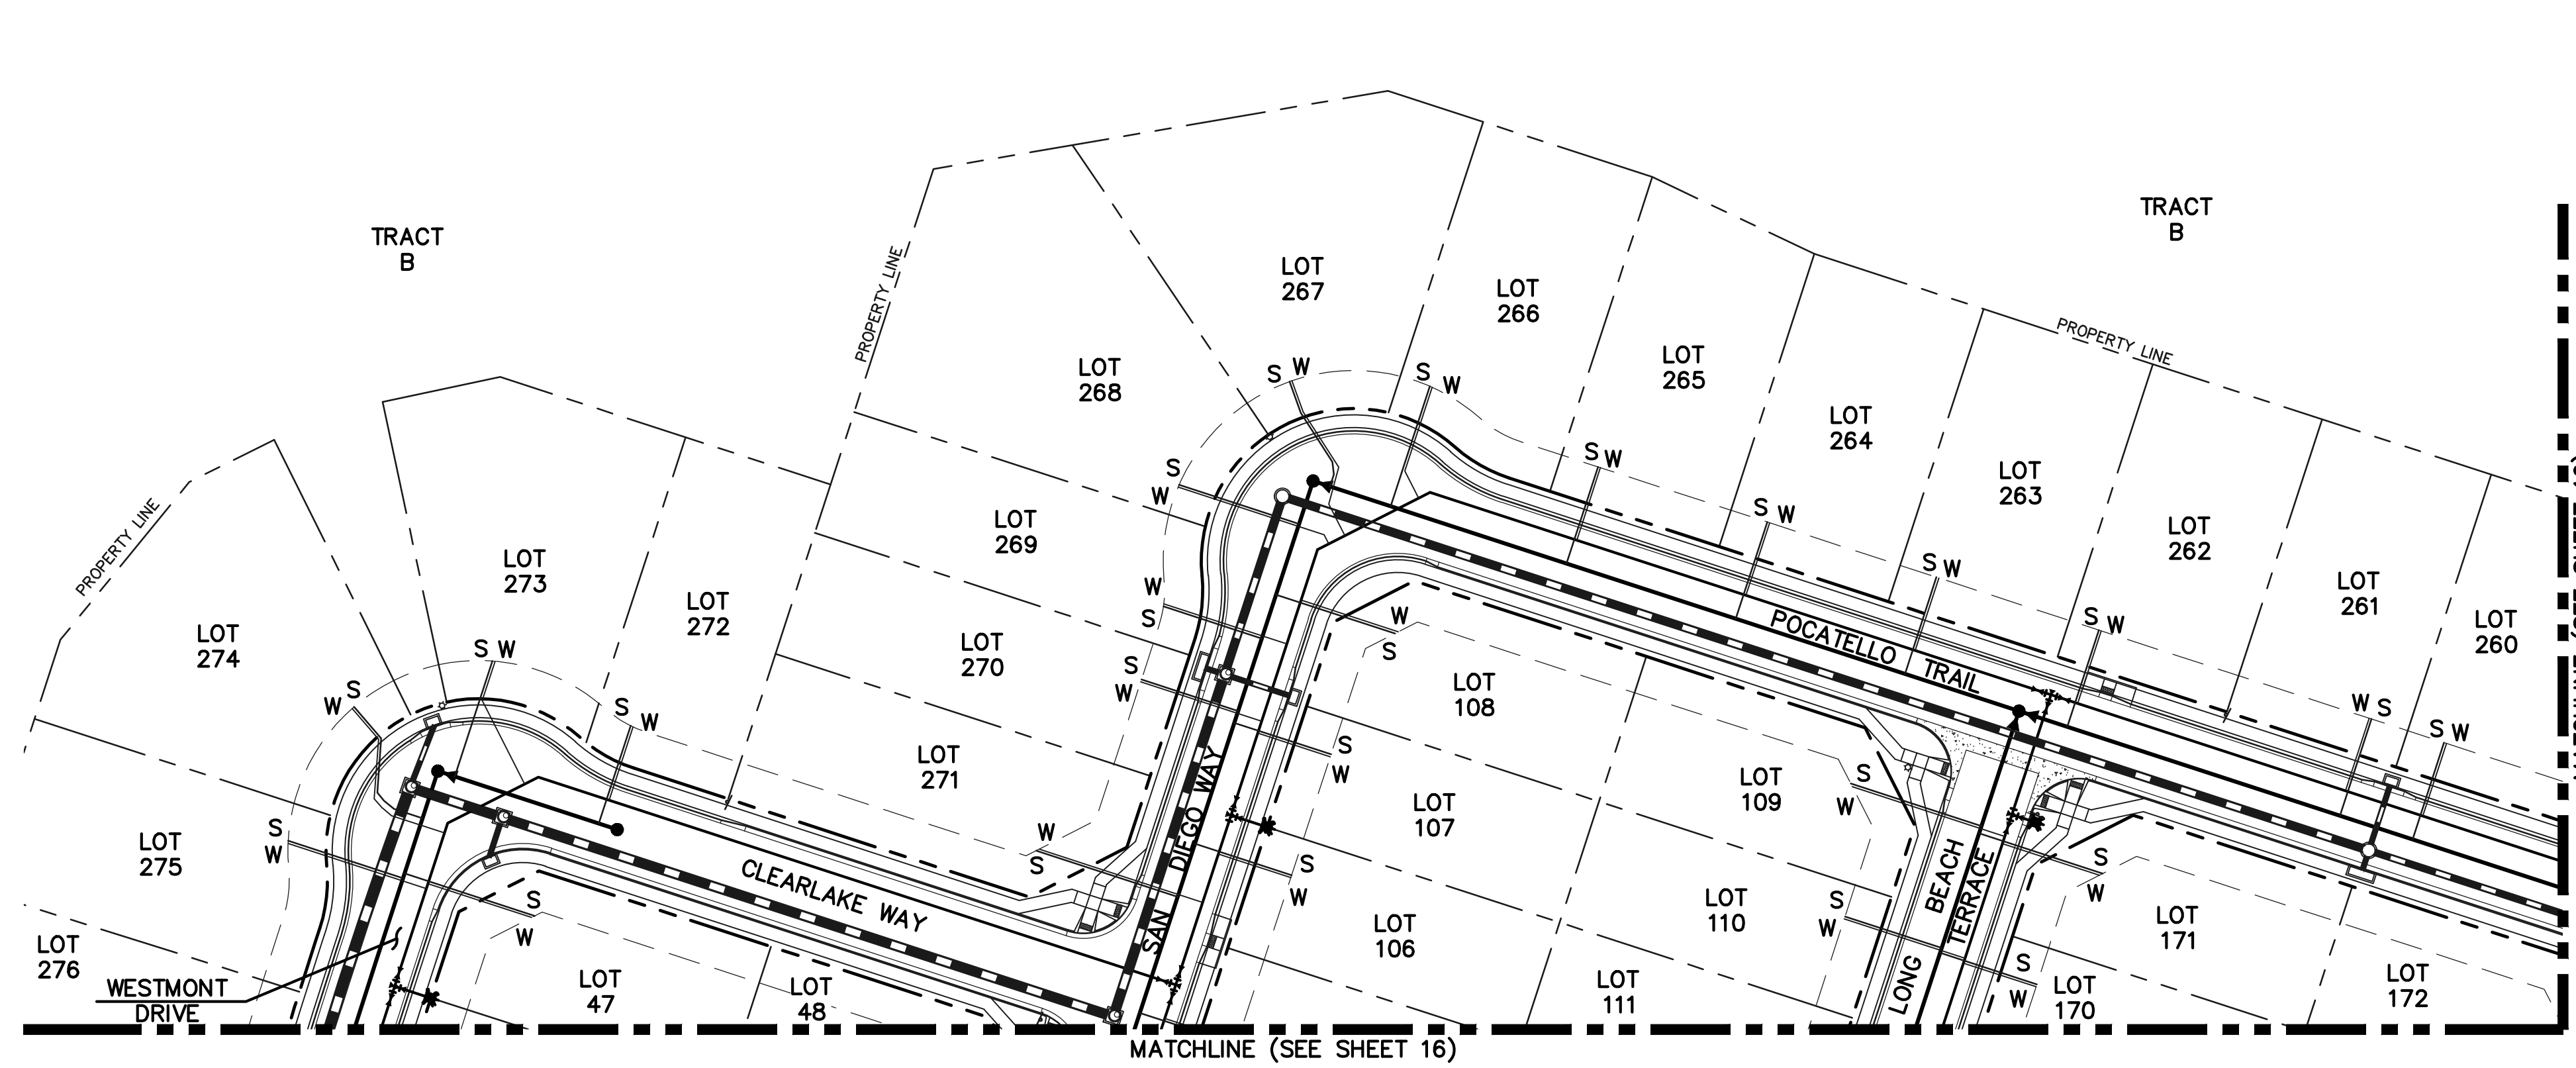 TRACT
B
TRACT
B
PROPERTY LINE
PROPERTY LINE
PROPERTY LINE
LOT
267
LOT
266
LOT
265
LOT
264
LOT
263
LOT
262
LOT
261
LOT
260
LOT
268
LOT
269
LOT
270
LOT
271
LOT
272
LOT
273
LOT
274
LOT
275
LOT
276
LOT
47
LOT
48
LOT
108
LOT
107
LOT
106
LOT
109
LOT
110
LOT
111
LOT
171
LOT
170
LOT
172
S W
S W
S W
S W
S W
S W
W S
S W
S
W
W
S
S
W
W
S
W
S
S
W
S
W
S W
S W
S
W
S
W
S
W
S
W
S
W
S
W
S
W
POCATELLO TRAIL
CLEARLAKE WAY
SAN DIEGO WAY
LONG BEACH
TERRACE
WESTMONT
DRIVE
MATCHLINE (SEE SHEET 16)